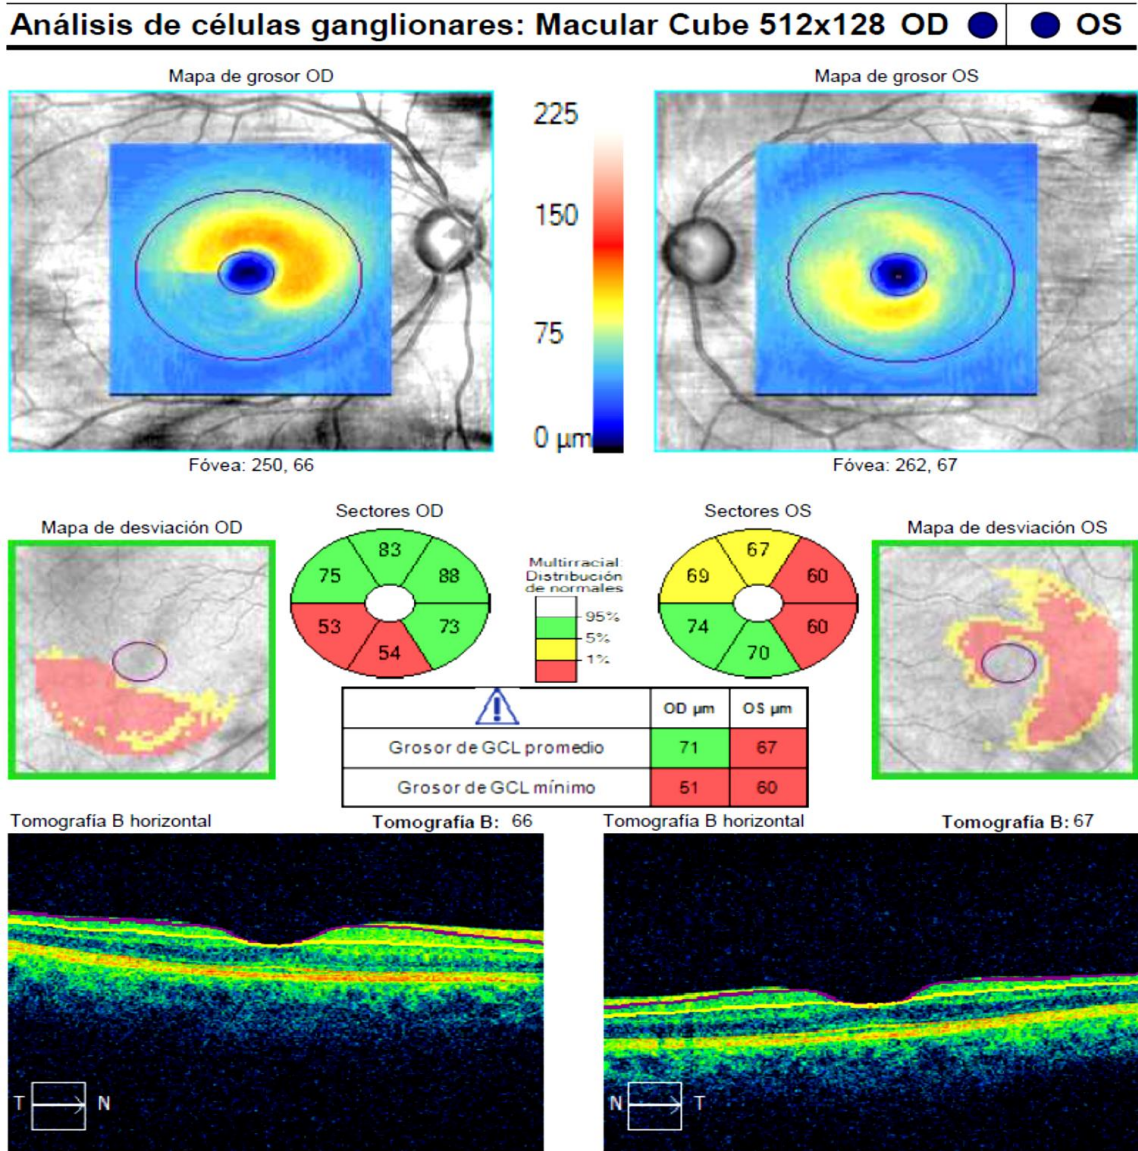 Análisis de células ganglionares: Macular Cube 512x128 OD OS
Mapa de grosor OD
Mapa de grosor OS
225
150
75
0 µm
Fóvea: 250, 66
Fóvea: 262, 67
Mapa de desviación OD
Sectores OD
Sectores OS
Mapa de desviación OS
83
75
88
53
73
54
Multirracial:
Distribución
de normales
95%
5%
1%
67
69
60
74
60
70
OD µm OS µm
Grosor de GCL promedio 71 67
Grosor de GCL mínimo 51 60
Tomografía B horizontal Tomografía B: 66
Tomografía B horizontal Tomografía B: 67
T N
N T